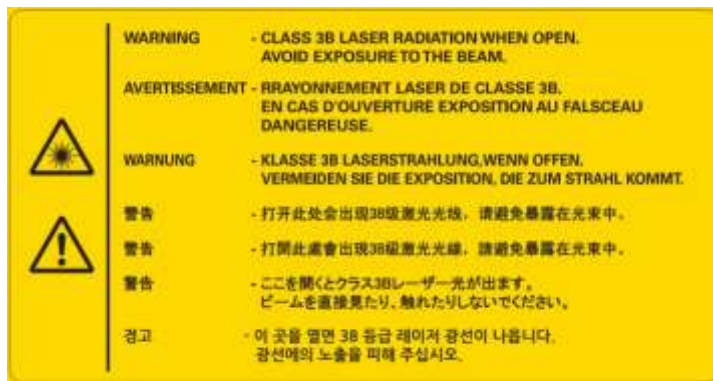 WARNING - CLASS 3B LASER RADIATION WHEN OPEN.
AVOID EXPOSURE TO THE BEAM.
AVERTISSEMENT - RRAYONNEMENT LASER DE CLASSE 3B.
EN CAS D'OUVERTURE EXPOSITION AU FALSCEAU
DANGEREUSE.
WARNUNG - KLASSE 3B LASERSTRAHLUNG, WENN OFFEN.
VERMEIDEN SIE DIE EXPOSITION, DIE ZUM STRAHL KOMMT.
警告 - 打开此处会出现3B级激光光线，请避免暴露在光束中。
警告 - 打開此處會出現3B級激光光線，請避免暴露在光束中。
警告 - ここを開くとクラス3Bレーザー光が出ます。
ビームを直接見たり、触れたりしないでください。
경고 - 이 곳을 열면 3B 등급 레이저 광선이 나옵니다.
광선에의 노출을 피해 주십시오.